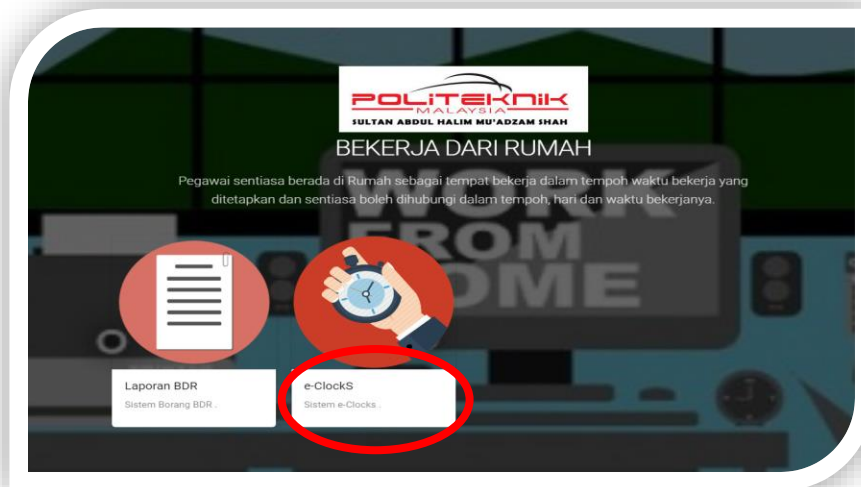 POLITEKNIK
MALAYSIA
SULTAN ABDUL HALIM MU'ADZAM SHAH
BEKERJA DARI RUMAH
Pegawai sentiasa berada di Rumah sebagai tempat bekerja dalam tempoh waktu bekerja yang
ditetapkan dan sentiasa boleh dihubungi dalam tempoh, hari dan waktu bekerjanya.
WORK
FROM
HOME
Laporan BDR
Sistem Borang BDR .
e-ClockS
Sistem e-Clocks .